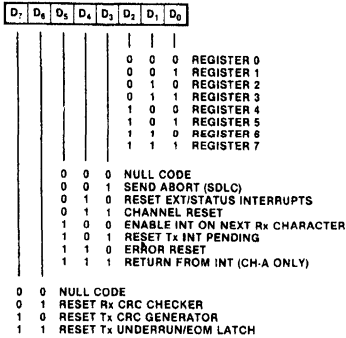 D7 D6 D5 D4 D3 D2 D1 D0
0 0 0 REGISTER 0
0 0 1 REGISTER 1
0 1 0 REGISTER 2
0 1 1 REGISTER 3
1 0 0 REGISTER 4
1 0 1 REGISTER 5
1 1 0 REGISTER 6
1 1 1 REGISTER 7
0 0 0 NULL CODE
0 0 1 SEND ABORT (SDLC)
0 1 0 RESET EXT/STATUS INTERRUPTS
0 1 1 CHANNEL RESET
1 0 0 ENABLE INT ON NEXT Rx CHARACTER
1 0 1 RESET Tx INT PENDING
1 1 0 ERROR RESET
1 1 1 RETURN FROM INT (CH-A ONLY)
0 0 NULL CODE
0 1 RESET Rx CRC CHECKER
1 0 RESET Tx CRC GENERATOR
1 1 RESET Tx UNDERRUN/EOM LATCH